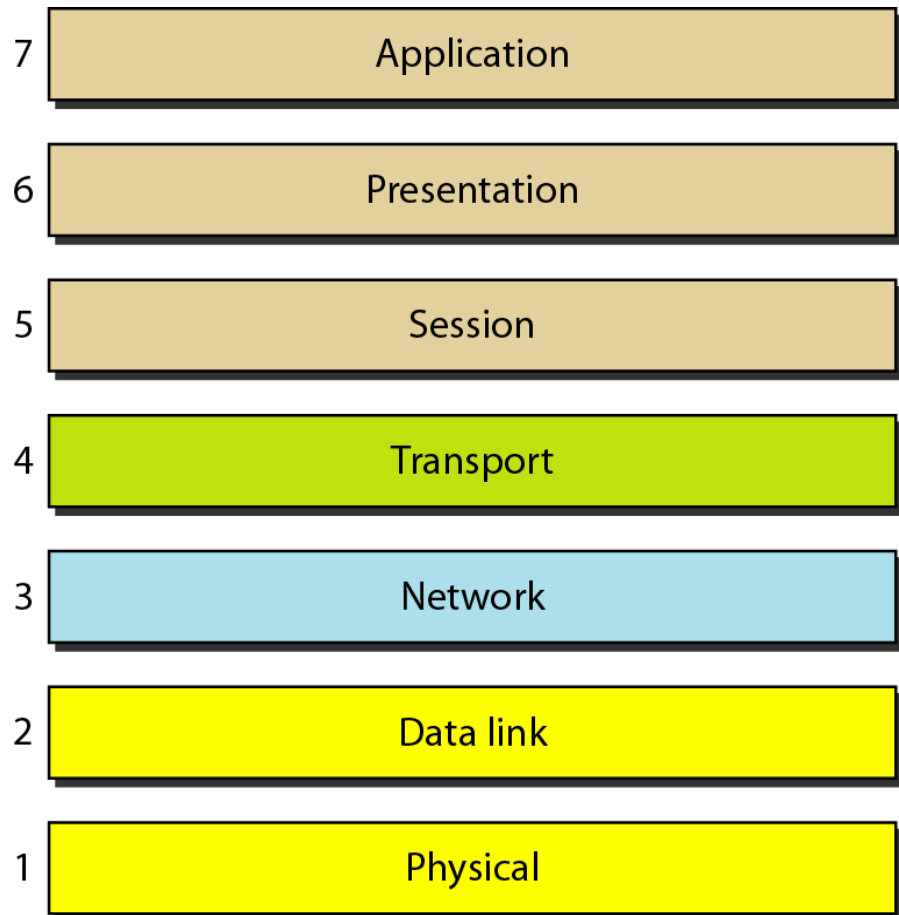 7 Application
6 Presentation
5 Session
4 Transport
3 Network
2 Data link
1 Physical